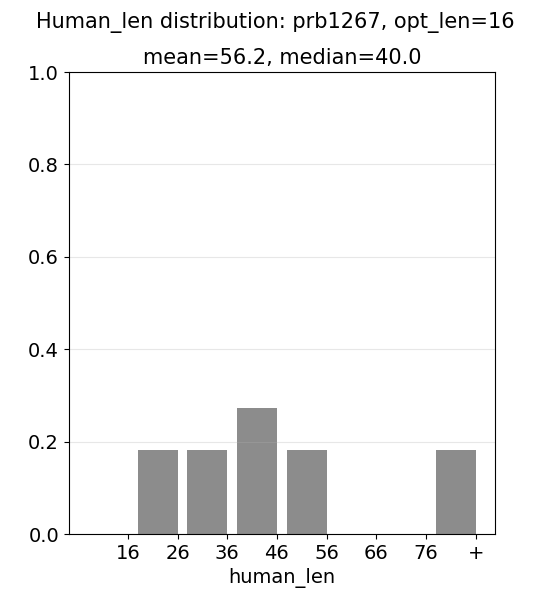 Human_len distribution: prb1267, opt_len=16
mean=56.2, median=40.0
1.0
0.8
0.6
0.4
0.2
0.0
16 26 36 46 56 66 76 +
human_len